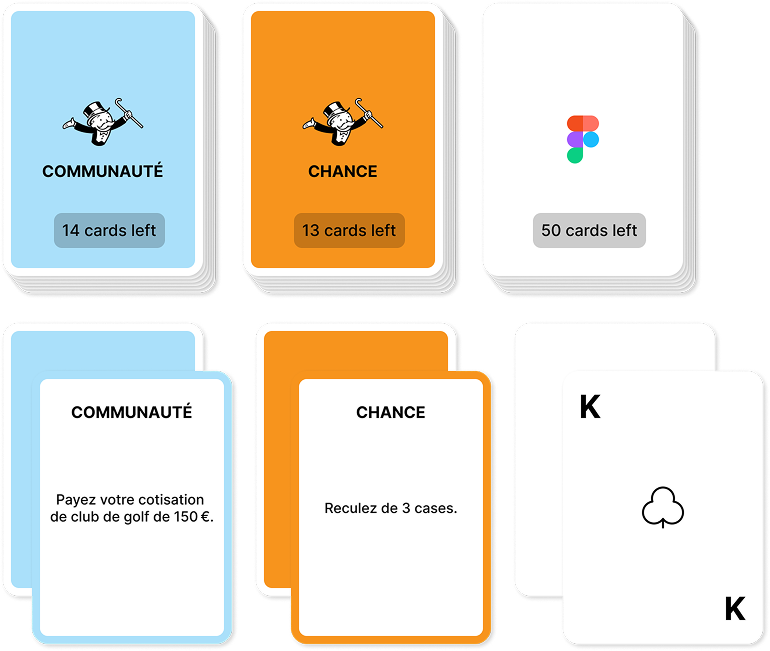 COMMUNAUTÉ
14 cards left
CHANCE
13 cards left
50 cards left
COMMUNAUTÉ
Payez votre cotisation
de club de golf de 150 €.
CHANCE
Reculez de 3 cases.
K
K